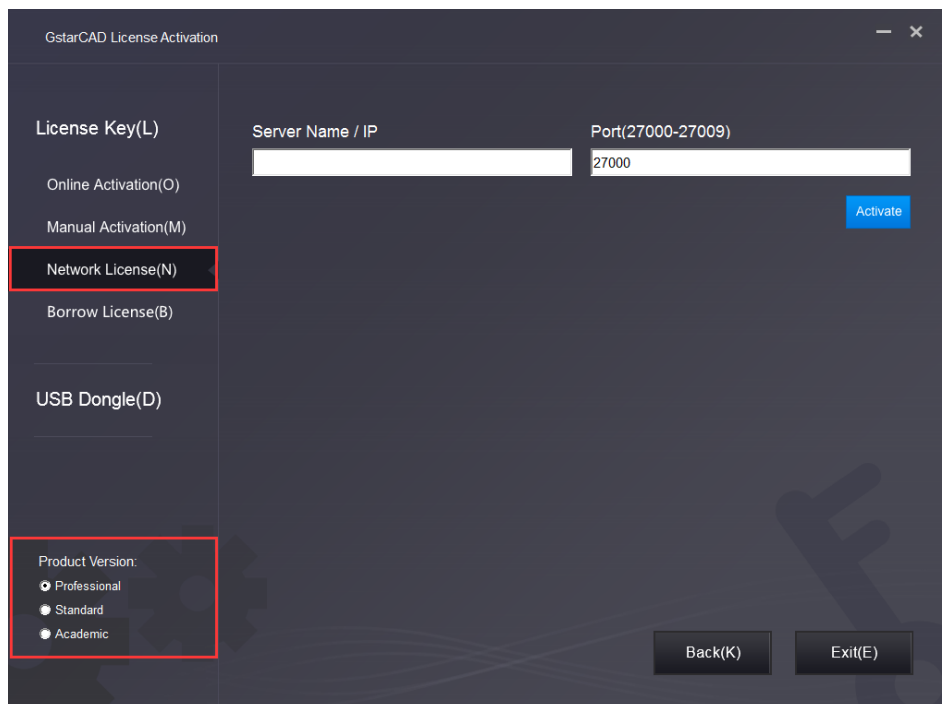 GstarCAD License Activation
License Key(L)
Online Activation(O)
Manual Activation(M)
Network License(N)
Borrow License(B)
USB Dongle(D)
Product Version:
Professional
Standard
Academic
Server Name / IP
Port(27000-27009)
27000
Activate
Back(K)
Exit(E)